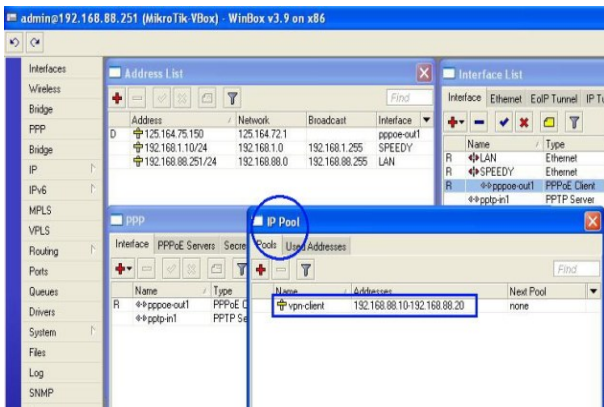 admin@192.168.88.251 (MikroTik-VBox) - WinBox v3.9 on x86
Interfaces
Wireless
Bridge
PPP
Bridge
IP
IPv6
MPLS
VPLS
Routing
Ports
Queues
Drivers
System
Files
Log
SNMP
Address List
Find
Address Network Broadcast Interface
D 125.164.75.150 125.164.72.1 pppoe-out1
192.168.1.10/24 192.168.1.0 192.168.1.255 SPEEDY
192.168.88.251/24 192.168.88.0 192.168.88.255 LAN
Interface List
Interface Ethernet EoIP Tunnel
Name Type
R LAN Ethernet
R SPEEDY Ethernet
R pppoe-out1 PPPoE Client
pptp-in1 PPTP Server
PPP
Interface PPPoE Servers
Name Type
R pppoe-out1 PPPoE
pptp-in1 PPTP
IP Pool
Pools Used Addresses
Find
Name Addresses Next Pool
vpn-client 192.168.88.10-192.168.88.20 none